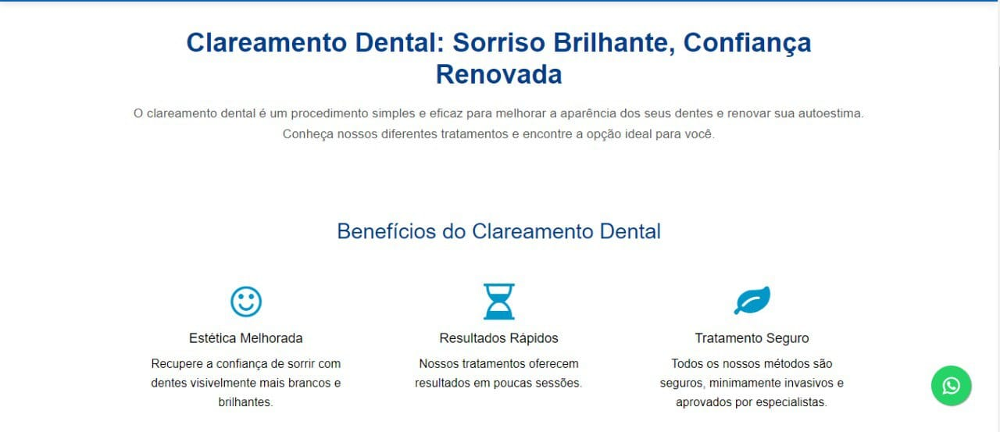 Clareamento Dental: Sorriso Brilhante, Confiança
Renovada
O clareamento dental é um procedimento simples e eficaz para melhorar a aparência dos seus dentes e renovar sua autoestima.
Conheça nossos diferentes tratamentos e encontre a opção ideal para você.
Benefícios do Clareamento Dental
Estética Melhorada
Recupere a confiança de sorrir com
dentes visivelmente mais brancos e
brilhantes.
Resultados Rápidos
Nossos tratamentos oferecem
resultados em poucas sessões.
Tratamento Seguro
Todos os nossos métodos são
seguros, minimamente invasivos e
aprovados por especialistas.